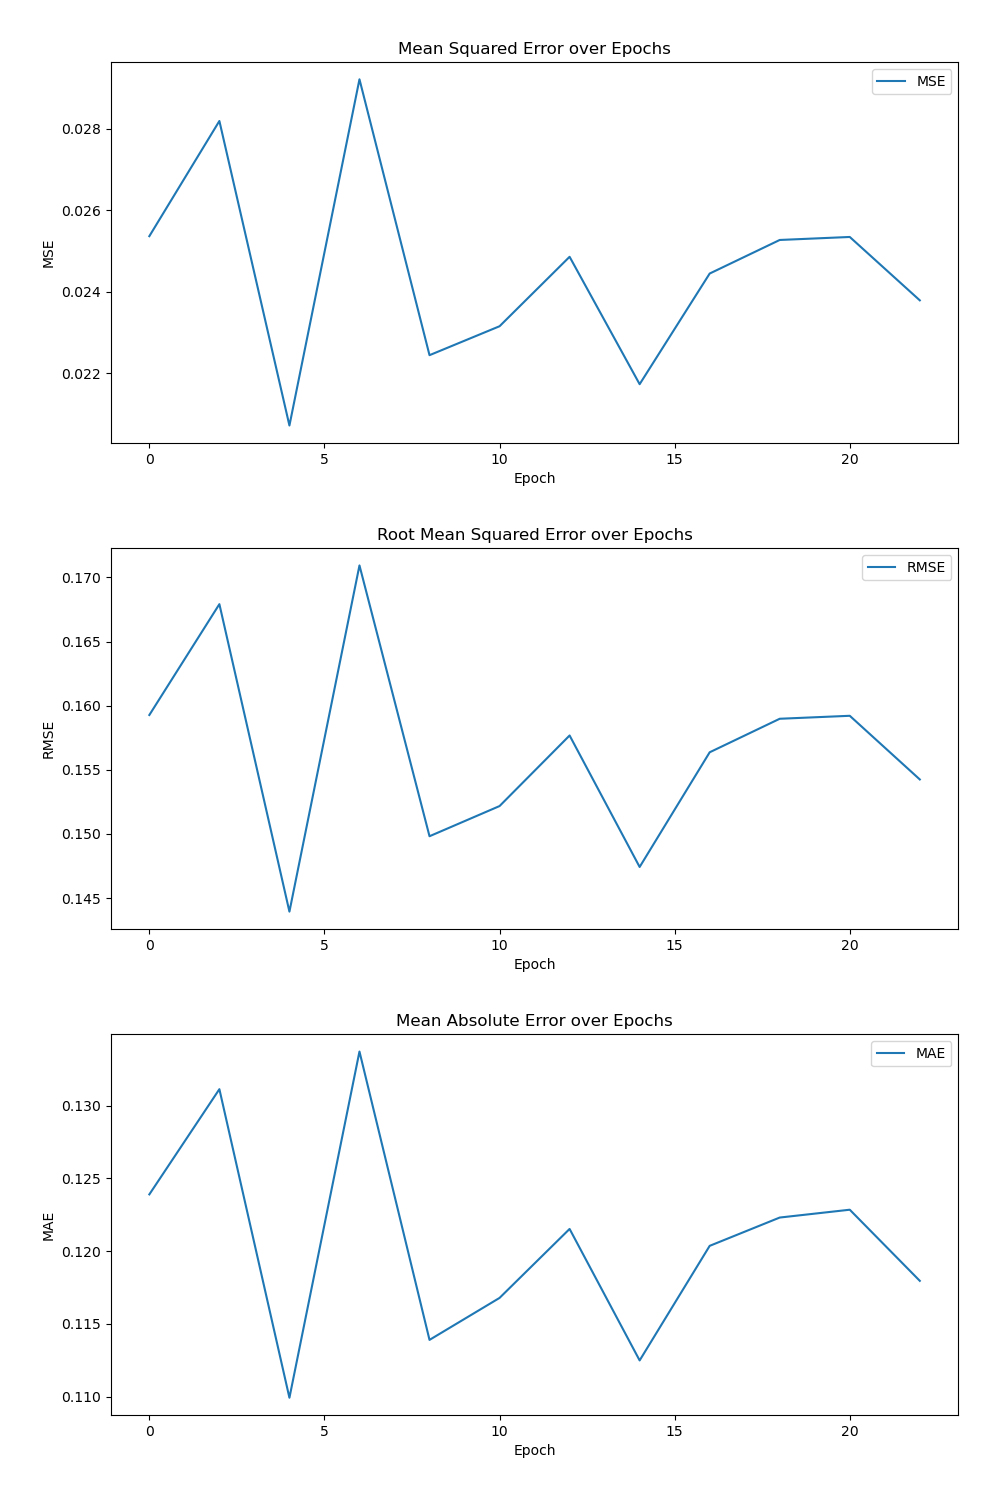 Mean Squared Error over Epochs
MSE
0.028
0.026
0.024
0.022
MSE
0 5 10 15 20
Epoch
Root Mean Squared Error over Epochs
RMSE
0.170
0.165
0.160
0.155
0.150
0.145
RMSE
0 5 10 15 20
Epoch
Mean Absolute Error over Epochs
MAE
0.130
0.125
0.120
0.115
0.110
MAE
0 5 10 15 20
Epoch